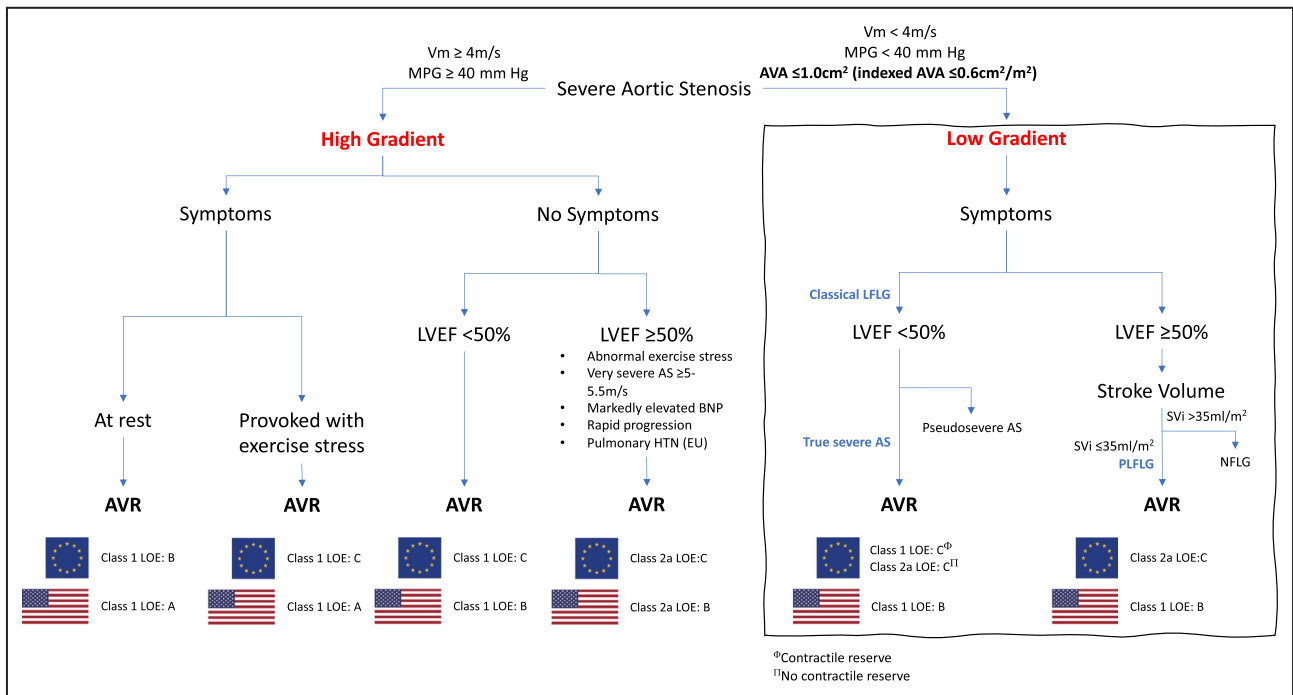 Vm ≥ 4m/s
MPG ≥ 40 mm Hg
Vm < 4m/s
MPG < 40 mm Hg
AVA ≤1.0cm² (indexed AVA ≤0.6cm²/m²)
Severe Aortic Stenosis
High Gradient
Low Gradient
Symptoms
No Symptoms
Symptoms
Classical LFLG
LVEF <50%
LVEF ≥50%
• Abnormal exercise stress
• Very severe AS ≥5-
5.5m/s
• Markedly elevated BNP
• Rapid progression
• Pulmonary HTN (EU)
LVEF <50%
LVEF ≥50%
Stroke Volume
At rest
Provoked with
exercise stress
True severe AS
Pseudosevere AS
SVi >35ml/m²
SVi ≤35ml/m²
PLFLG
NFLG
AVR
AVR
AVR
AVR
AVR
AVR
Class 1 LOE: B
Class 1 LOE: C
Class 1 LOE: C
Class 2a LOE:C
Class 1 LOE: C^Φ
Class 2a LOE: C^Π
Class 2a LOE:C
Class 1 LOE: A
Class 1 LOE: A
Class 1 LOE: B
Class 2a LOE: B
Class 1 LOE: B
Class 1 LOE: B
^ΦContractile reserve
^ΠNo contractile reserve